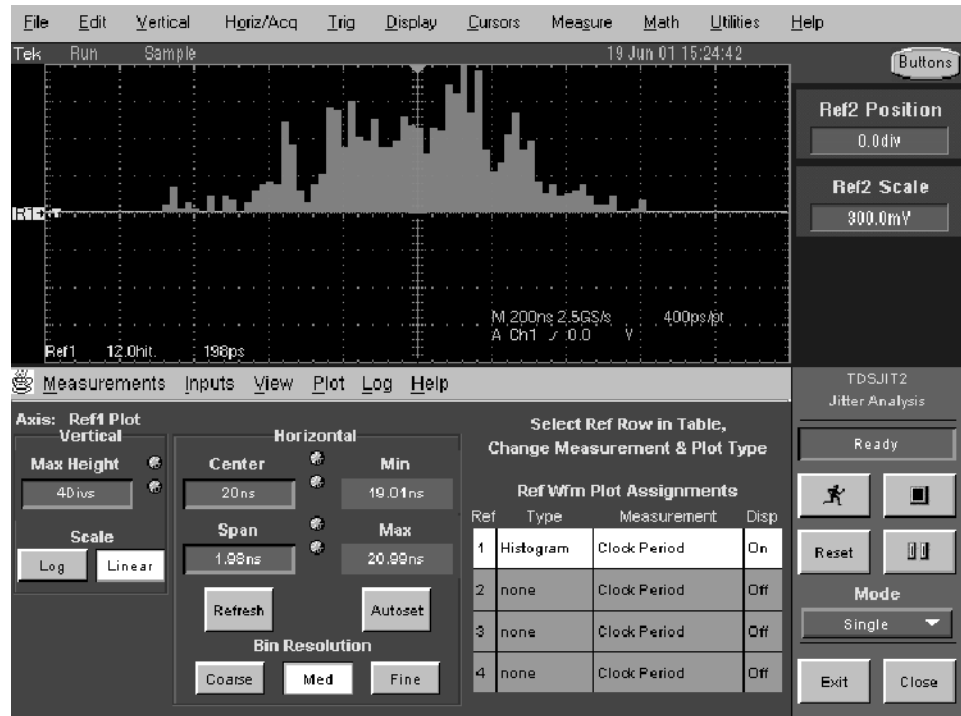 File Edit Vertical Horiz/Acq Trig Display Cursors Measure Math Utilities Help
Tek Run Sample 19 Jun 01 15:24:42
Buttons
Ref2 Position
0.0div
Ref2 Scale
300.0mV
M 200ns 2.5GS/s 400ps/pt
A Ch1 0.0 V
Ref1 12.0hit. 198ps
Measurements Inputs View Plot Log Help
TDSJIT2
Jitter Analysis
Axis: Ref1 Plot
Vertical
Max Height
4Divs
Scale
Log Linear
Horizontal
Center Min
20ns 19.01ns
Span Max
1.98ns 20.99ns
Refresh Autoset
Bin Resolution
Coarse Med Fine
Select Ref Row in Table,
Change Measurement & Plot Type
Ref Wfm Plot Assignments
Ref Type Measurement Disp
1 Histogram Clock Period On
2 none Clock Period Off
3 none Clock Period Off
4 none Clock Period Off
Ready
Reset
Mode
Single
Exit Close